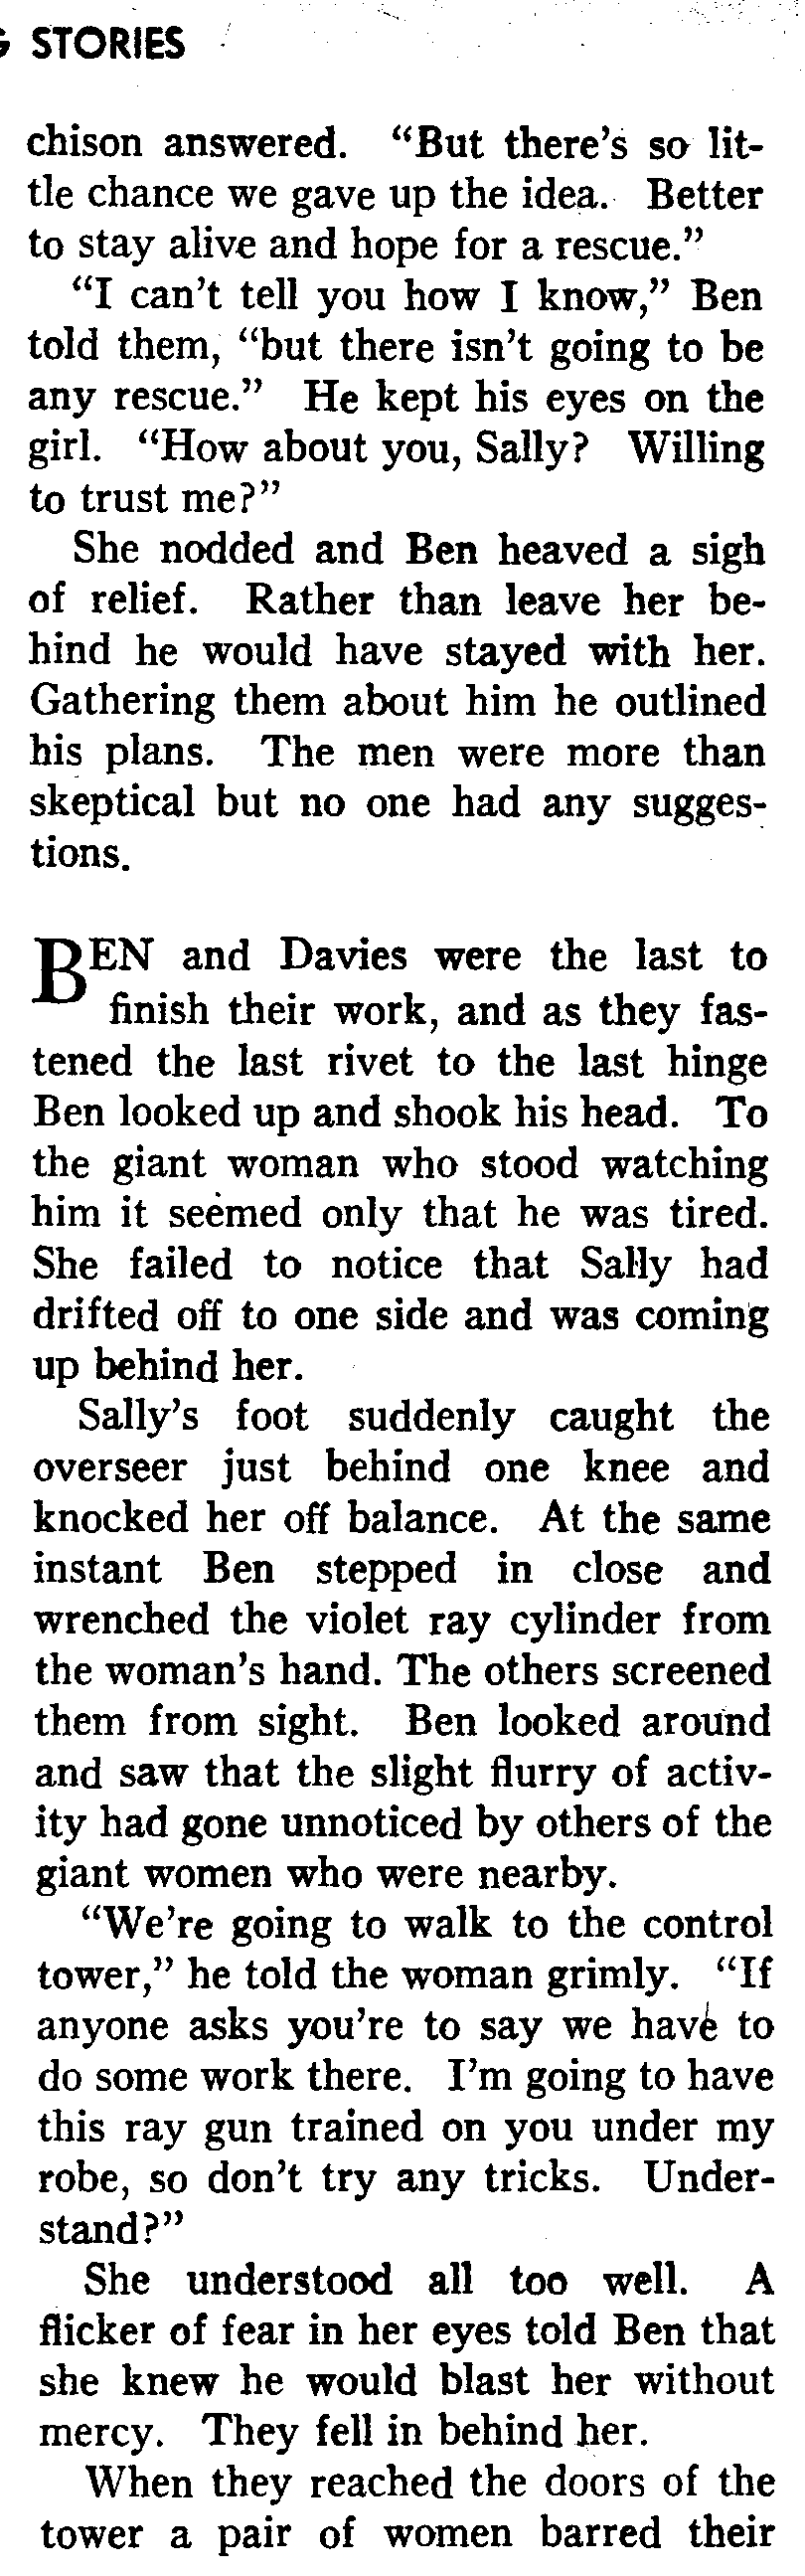 STORIES
chison answered. “But there’s so lit-
tle chance we gave up the idea. Better
to stay alive and hope for a rescue.”
“I can’t tell you how I know,” Ben
told them, “but there isn’t going to be
any rescue.” He kept his eyes on the
girl. “How about you, Sally? Willing
to trust me?”
She nodded and Ben heaved a sigh
of relief. Rather than leave her be-
hind he would have stayed with her.
Gathering them about him he outlined
his plans. The men were more than
skeptical but no one had any sugges-
tions.
BEN and Davies were the last to
finish their work, and as they fas-
tened the last rivet to the last hinge
Ben looked up and shook his head. To
the giant woman who stood watching
him it seemed only that he was tired.
She failed to notice that Sally had
drifted off to one side and was coming
up behind her.
Sally’s foot suddenly caught the
overseer just behind one knee and
knocked her off balance. At the same
instant Ben stepped in close and
wrenched the violet ray cylinder from
the woman’s hand. The others screened
them from sight. Ben looked around
and saw that the slight flurry of activ-
ity had gone unnoticed by others of the
giant women who were nearby.
“We’re going to walk to the control
tower,” he told the woman grimly. “If
anyone asks you’re to say we have to
do some work there. I’m going to have
this ray gun trained on you under my
robe, so don’t try any tricks. Under-
stand?”
She understood all too well. A
flicker of fear in her eyes told Ben that
she knew he would blast her without
mercy. They fell in behind her.
When they reached the doors of the
tower a pair of women barred their